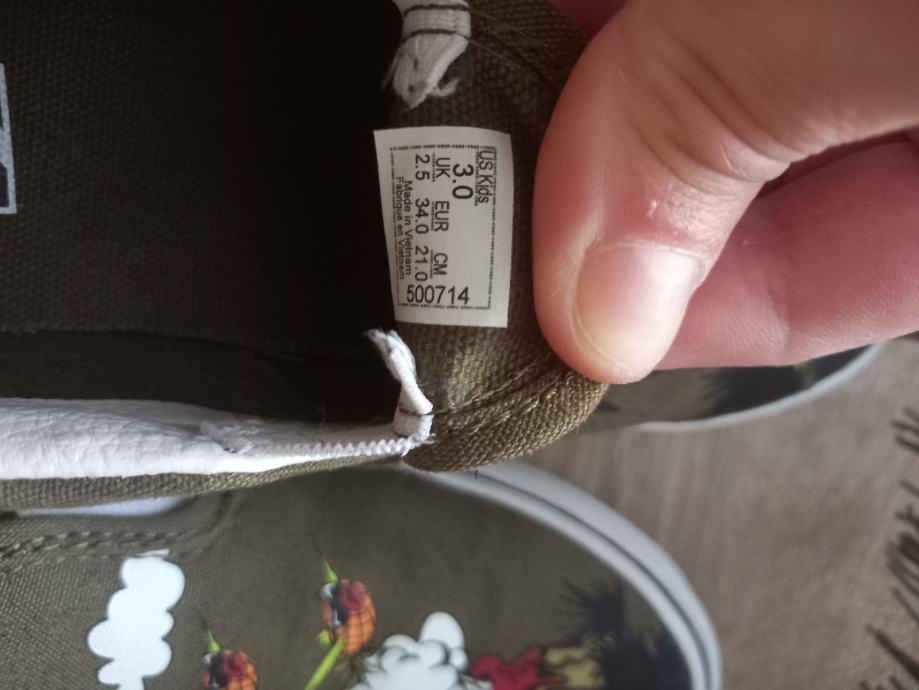 US Kids
3.0
UK EUR CM
2.5 34.0 21.0
Made in Vietnam
Fabriqué en Vietnam
500714